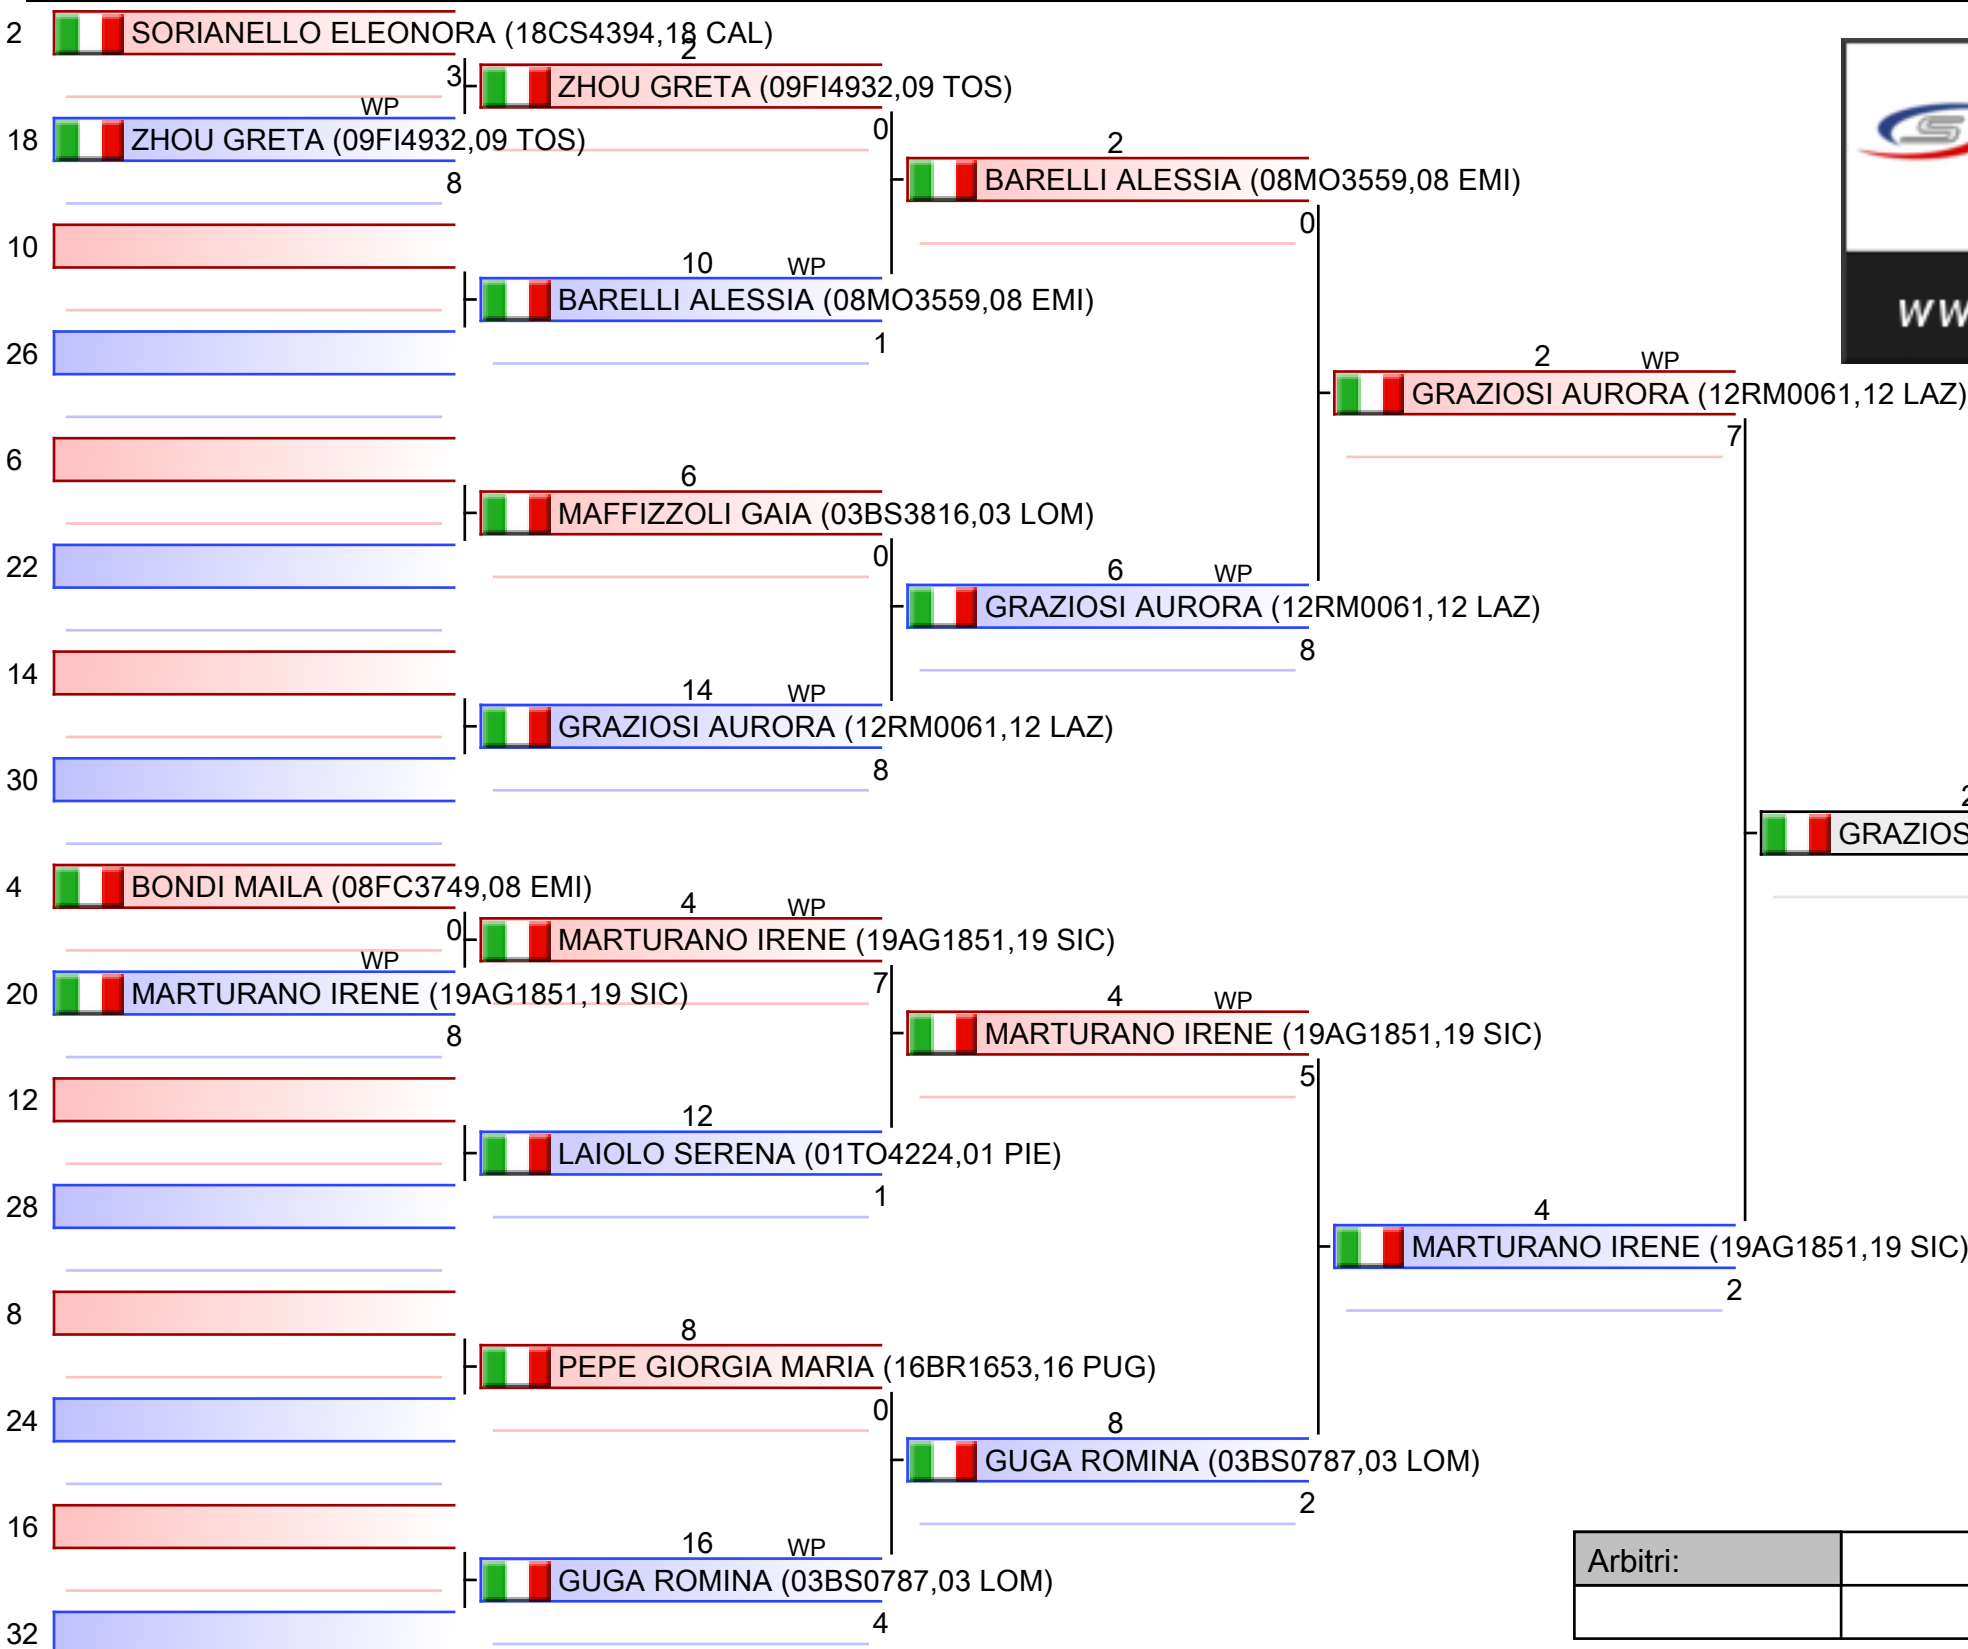 2 SORIANELLO ELEONORA (18CS4394,18 CAL)
3
WP
18 ZHOU GRETA (09FI4932,09 TOS)
8
10
26
6
22
14
30
4 BONDI MAILA (08FC3749,08 EMI)
0
WP
20 MARTURANO IRENE (19AG1851,19 SIC)
8
12
28
8
24
16
32
2
ZHOU GRETA (09FI4932,09 TOS)
0
10 WP
BARELLI ALESSIA (08MO3559,08 EMI)
1
6
MAFFIZZOLI GAIA (03BS3816,03 LOM)
0
14 WP
GRAZIOSI AURORA (12RM0061,12 LAZ)
8
4 WP
MARTURANO IRENE (19AG1851,19 SIC)
7
12
LAIOLO SERENA (01TO4224,01 PIE)
1
8
PEPE GIORGIA MARIA (16BR1653,16 PUG)
0
16 WP
GUGA ROMINA (03BS0787,03 LOM)
4
2
BARELLI ALESSIA (08MO3559,08 EMI)
0
6 WP
GRAZIOSI AURORA (12RM0061,12 LAZ)
8
4 WP
MARTURANO IRENE (19AG1851,19 SIC)
5
8
GUGA ROMINA (03BS0787,03 LOM)
2
2 WP
GRAZIOSI AURORA (12RM0061,12 LAZ)
7
4
MARTURANO IRENE (19AG1851,19 SIC)
2
2
GRAZIOS
S
ww
Arbitri: